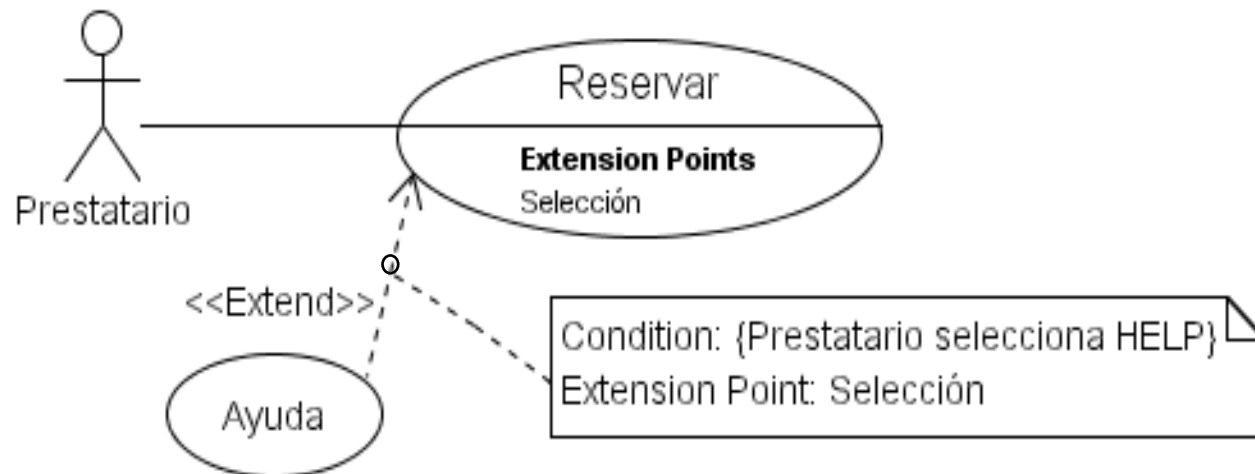 Reservar
Extension Points
Selección
Prestatario
<<Extend>>
Condition: {Prestatario selecciona HELP}
Extension Point: Selección
Ayuda